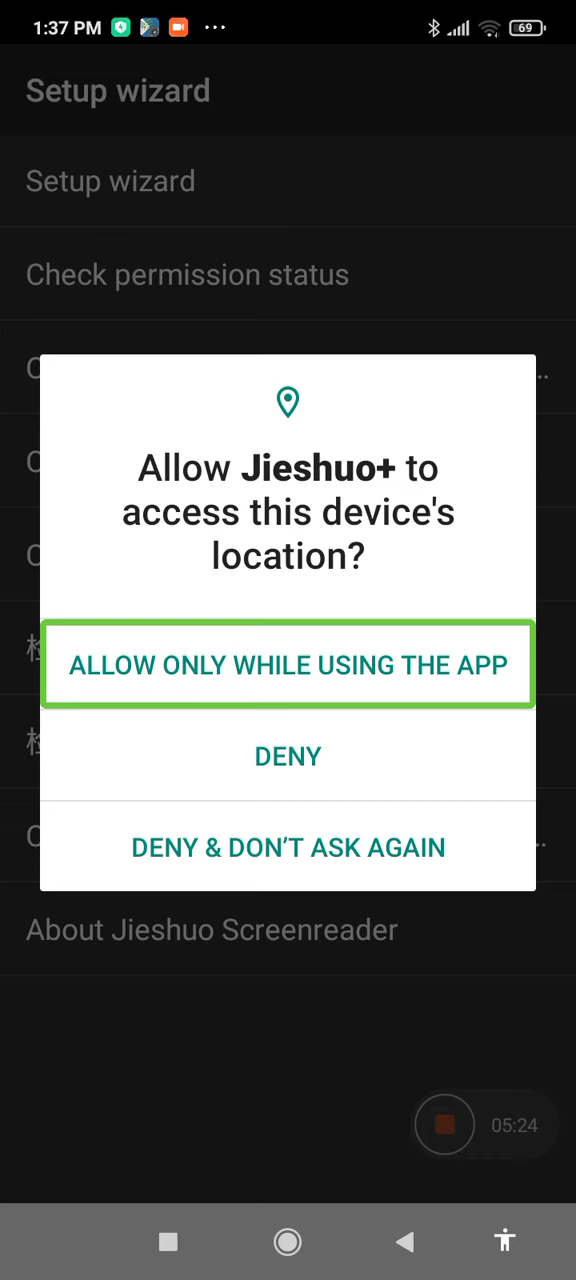 1:37 PM ... 69
Setup wizard
Setup wizard
Check permission status
Allow Jieshuo+ to
access this device's
location?
ALLOW ONLY WHILE USING THE APP
DENY
DENY & DON’T ASK AGAIN
About Jieshuo Screenreader
05:24